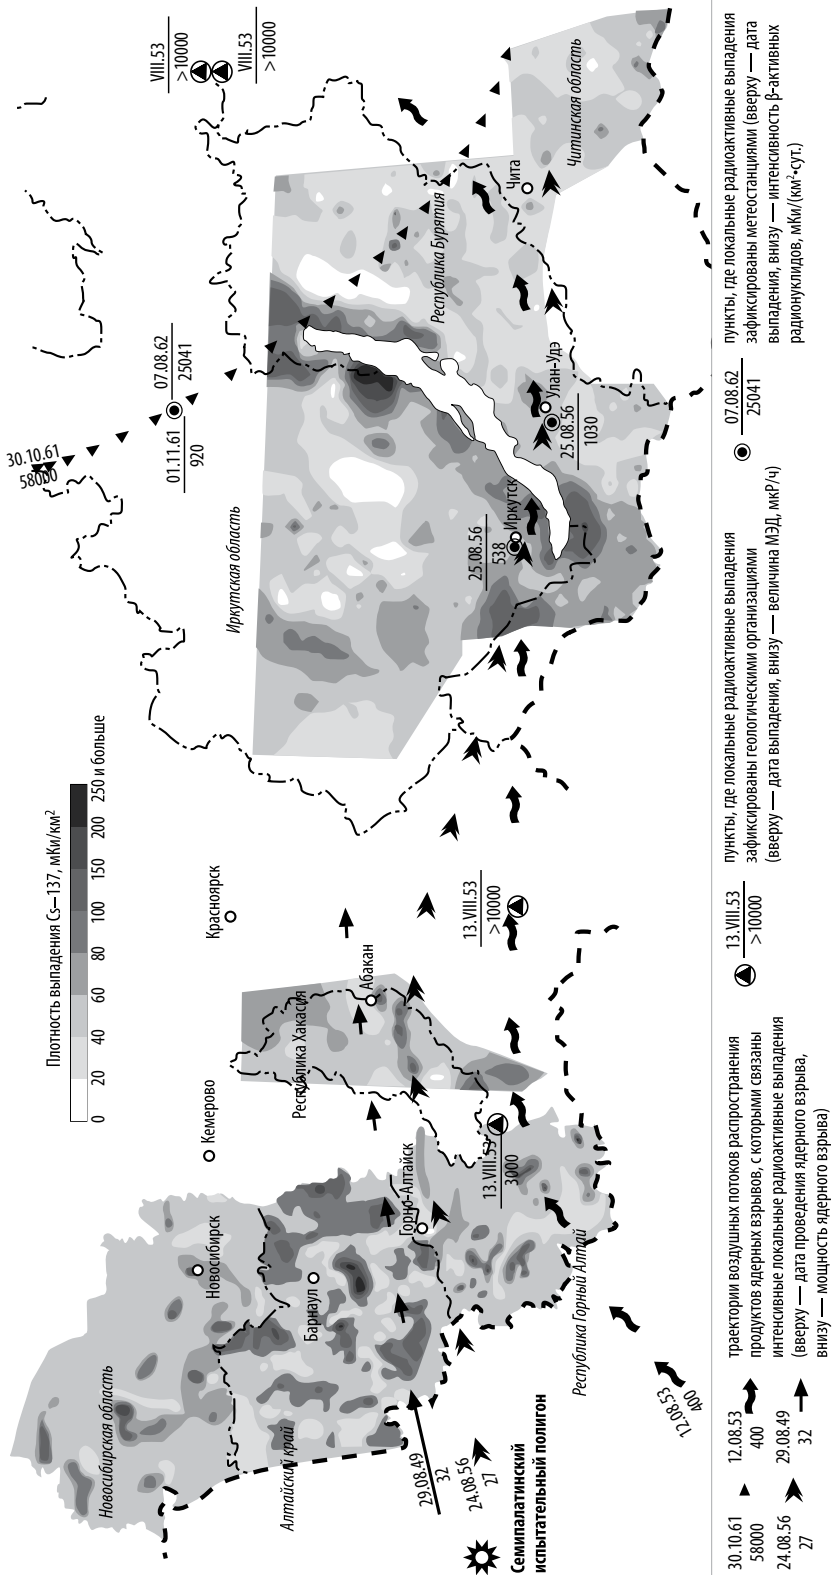 Плотность выпадения Cs—137, мКи/км²
0 20 40 60 80 100 150 200 250 и больше
30.10.61
58000
01.11.61
920
07.08.62
25041
VIII.53
>10000
VIII.53
>10000
Новосибирская область
Новосибирск
Кемерово
Красноярск
Алтайский край
Барнаул
Республика Хакасия
Абакан
Иркутская область
Республика Бурятия
Читинская область
Чита
Улан-Удэ
25.08.56
1030
Иркутск
25.08.56
538
13.VIII.53
>10000
13.VIII.53
3000
Горно-Алтайск
Республика Горный Алтай
29.08.49
32
24.08.56
27
12.08.53
400
Семипалатинский
испытательный полигон
30.10.61
58000
12.08.53
400
24.08.56
27
29.08.49
32
траектории воздушных потоков распространения
продуктов ядерных взрывов, с которыми связаны
интенсивные локальные радиоактивные выпадения
(вверху — дата проведения ядерного взрыва,
внизу — мощность ядерного взрыва)
13.VIII.53
>10000
пункты, где локальные радиоактивные выпадения
зафиксированы геологическими организациями
(вверху — дата выпадения, внизу — величина МЭД, мкР/ч)
07.08.62
25041
пункты, где локальные радиоактивные выпадения
зафиксированы метеостанциями (вверху — дата
выпадения, внизу — интенсивность β-активных
радионуклидов, мКи/(км²•сут.)